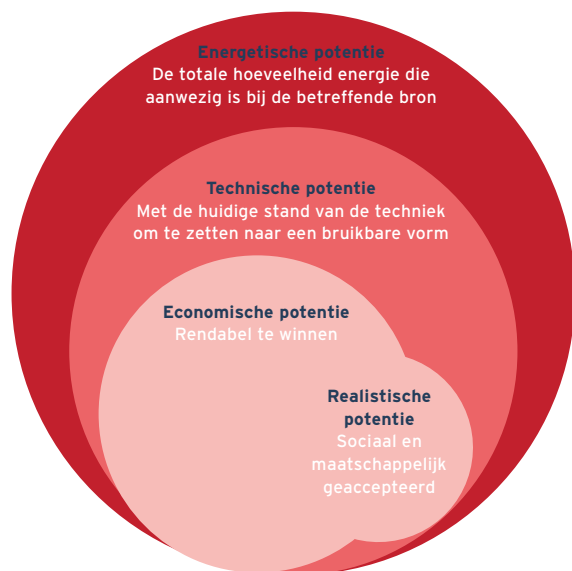 Energetische potentie
De totale hoeveelheid energie die
aanwezig is bij de betreffende bron
Technische potentie
Met de huidige stand van de techniek
om te zetten naar een bruikbare vorm
Economische potentie
Rendabel te winnen
Realistische
potentie
Sociaal en
maatschappelijk
geaccepteerd